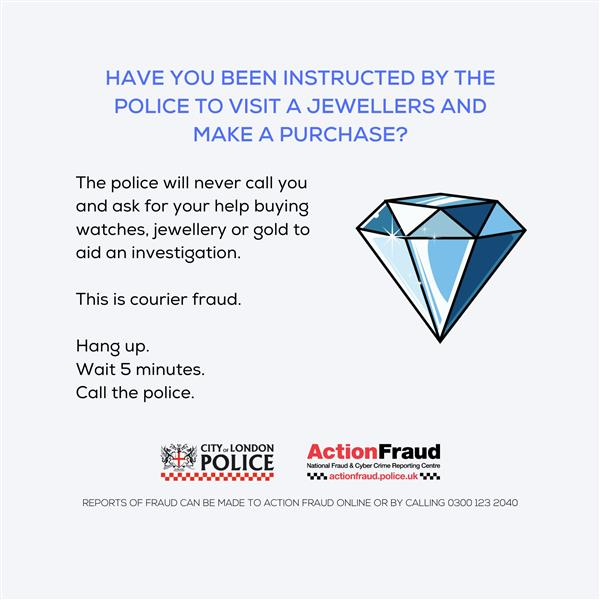 HAVE YOU BEEN INSTRUCTED BY THE
POLICE TO VISIT A JEWELLERS AND
MAKE A PURCHASE?
The police will never call you
and ask for your help buying
watches, jewellery or gold to
aid an investigation.
This is courier fraud.
Hang up.
Wait 5 minutes.
Call the police.
CITY of LONDON
POLICE
ActionFraud
National Fraud & Cyber Crime Reporting Centre
actionfraud.police.uk
REPORTS OF FRAUD CAN BE MADE TO ACTION FRAUD ONLINE OR BY CALLING 0300 123 2040